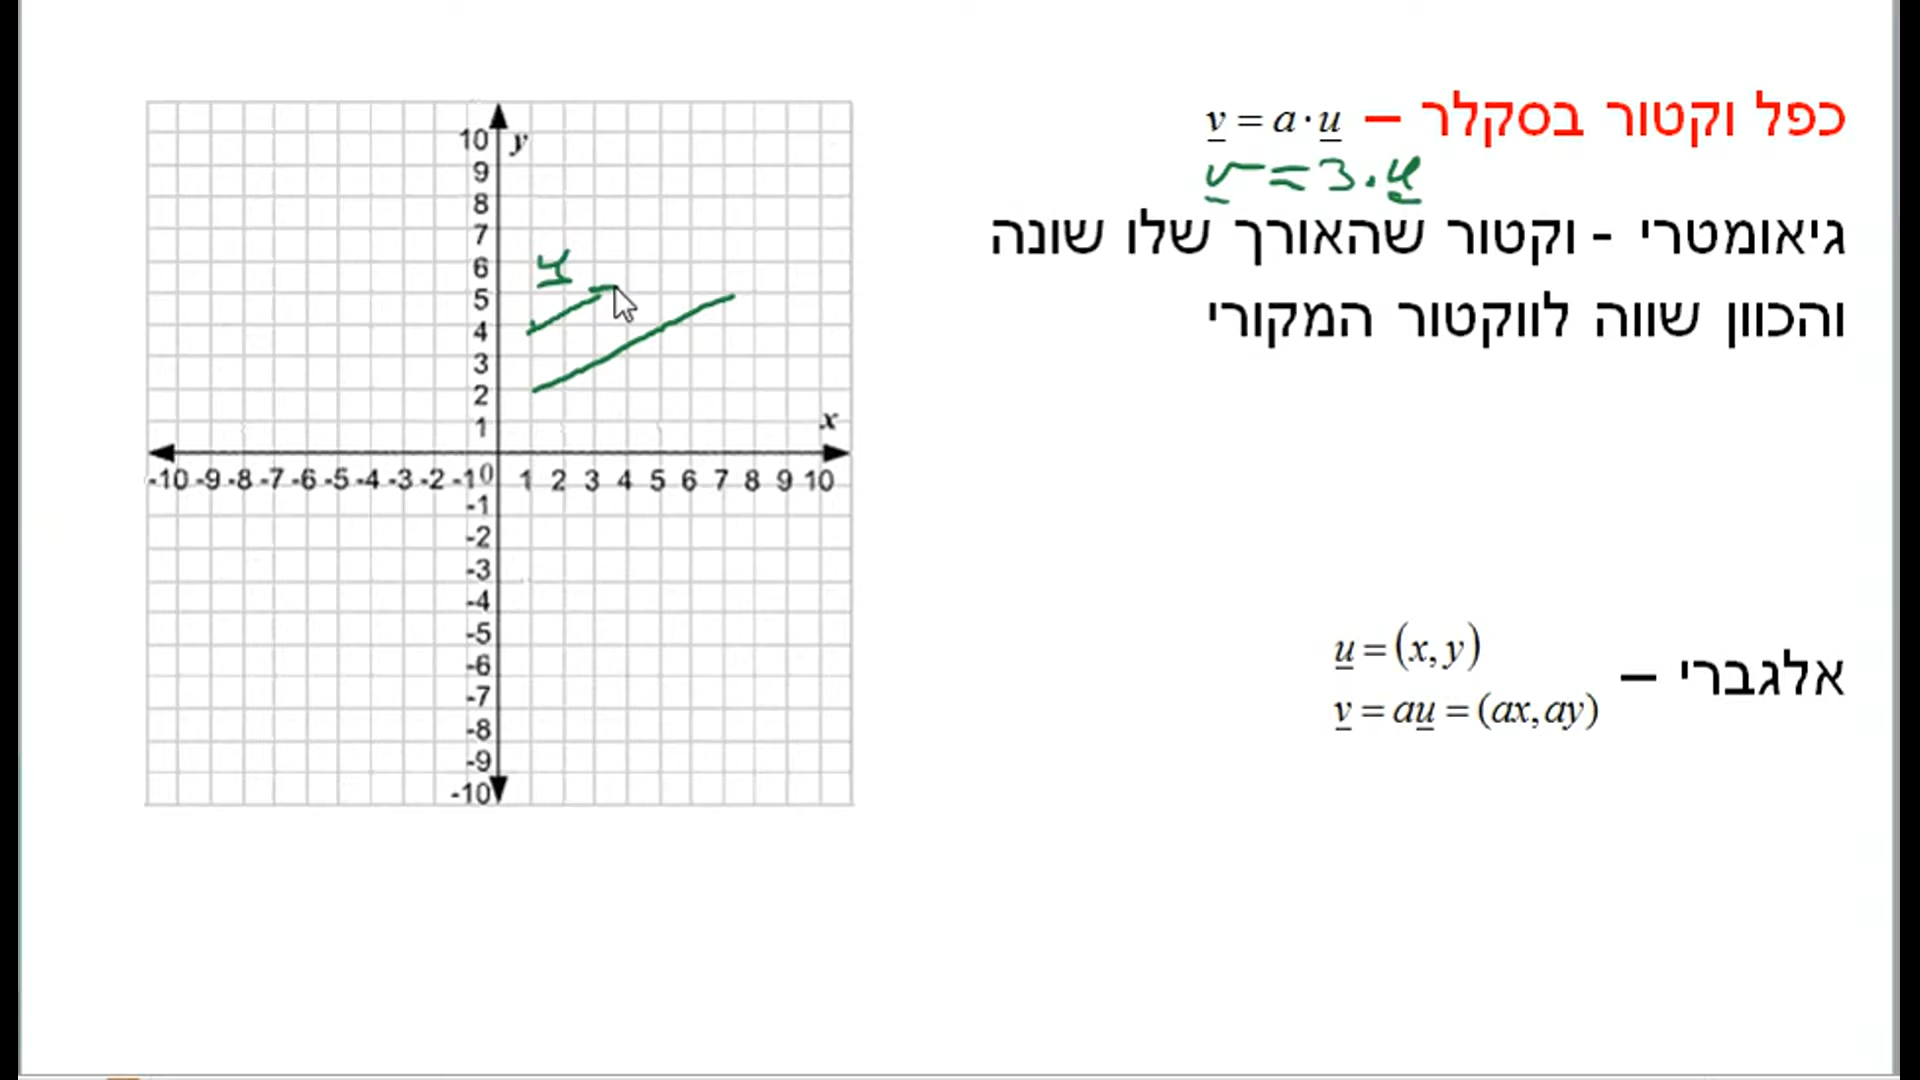 כפל וקטור בסקלר – v = a · u
v = 3 · u
גיאומטרי - וקטור שהאורך שלו שונה
והכוון שווה לווקטור המקורי
אלגברי –
u = (x, y)
v = au = (ax, ay)
y
10
9
8
7
6
5
4
3
2
1
u
x
-10 -9 -8 -7 -6 -5 -4 -3 -2 -1 0 1 2 3 4 5 6 7 8 9 10
-1
-2
-3
-4
-5
-6
-7
-8
-9
-10